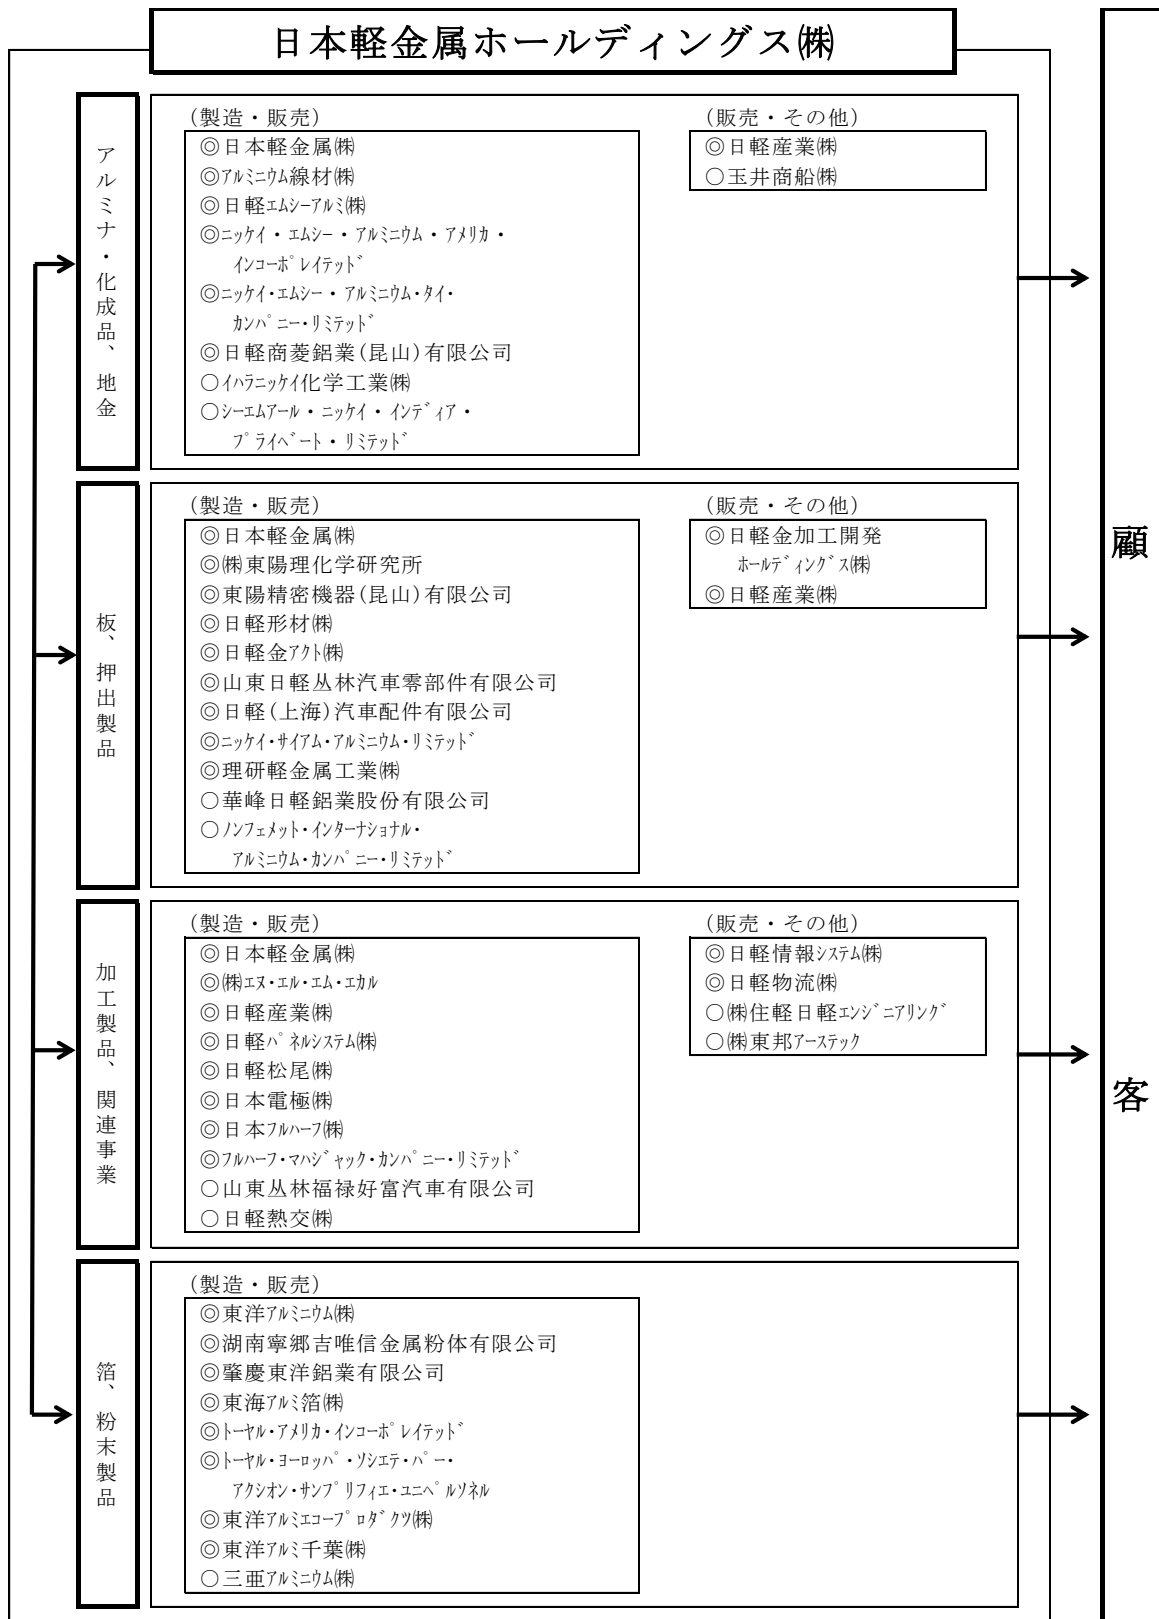 日本軽金属ホールディングス㈱
アルミナ・化成品、地金
(製造・販売)
◎日本軽金属㈱
◎ｱﾙﾐﾆｳﾑ線材㈱
◎日軽ｴﾑｼｰｱﾙﾐ㈱
◎ﾆｯｹｲ・ｴﾑｼｰ・ｱﾙﾐﾆｳﾑ・ｱﾒﾘｶ・
ｲﾝｺｰﾎﾟﾚｲﾃｯﾄﾞ
◎ﾆｯｹｲ・ｴﾑｼｰ・ｱﾙﾐﾆｳﾑ・ﾀｲ・
ｶﾝﾊﾟﾆｰ・ﾘﾐﾃｯﾄﾞ
◎日軽商菱鋁業(昆山)有限公司
○ｲﾊﾗﾆｯｹｲ化学工業㈱
○ｼｰｴﾑｱｰﾙ・ﾆｯｹｲ・ｲﾝﾃﾞｨｱ・
ﾌﾟﾗｲﾍﾞｰﾄ・ﾘﾐﾃｯﾄﾞ
(販売・その他)
◎日軽産業㈱
○玉井商船㈱
板、押出製品
(製造・販売)
◎日本軽金属㈱
◎㈱東陽理化学研究所
◎東陽精密機器(昆山)有限公司
◎日軽形材㈱
◎日軽金ｱｸﾄ㈱
◎山東日軽丛林汽車零部件有限公司
◎日軽(上海)汽車配件有限公司
◎ﾆｯｹｲ・ｻｲｱﾑ・ｱﾙﾐﾆｳﾑ・ﾘﾐﾃｯﾄﾞ
◎理研軽金属工業㈱
○華峰日軽鋁業股份有限公司
○ﾉﾝﾌｪﾒｯﾄ・ｲﾝﾀｰﾅｼｮﾅﾙ・
ｱﾙﾐﾆｳﾑ・ｶﾝﾊﾟﾆｰ・ﾘﾐﾃｯﾄﾞ
(販売・その他)
◎日軽金加工開発
ﾎｰﾙﾃﾞｨﾝｸﾞｽ㈱
◎日軽産業㈱
加工製品、関連事業
(製造・販売)
◎日本軽金属㈱
◎㈱ｴﾇ・ｴﾙ・ｴﾑ・ｴｶﾙ
◎日軽産業㈱
◎日軽ﾊﾟﾈﾙｼｽﾃﾑ㈱
◎日軽松尾㈱
◎日本電極㈱
◎日本ﾌﾙﾊｰﾌ㈱
◎ﾌﾙﾊｰﾌ・ﾏﾊｼﾞｬｯｸ・ｶﾝﾊﾟﾆｰ・ﾘﾐﾃｯﾄﾞ
○山東丛林福禄好富汽車有限公司
○日軽熱交㈱
(販売・その他)
◎日軽情報ｼｽﾃﾑ㈱
◎日軽物流㈱
○㈱住軽日軽ｴﾝｼﾞﾆｱﾘﾝｸﾞ
○㈱東邦ｱｰｽﾃｯｸ
箔、粉末製品
(製造・販売)
◎東洋ｱﾙﾐﾆｳﾑ㈱
◎湖南寧郷吉唯信金属粉体有限公司
◎肇慶東洋鋁業有限公司
◎東海ｱﾙﾐ箔㈱
◎ﾄｰﾔﾙ・ｱﾒﾘｶ・ｲﾝｺｰﾎﾟﾚｲﾃｯﾄﾞ
◎ﾄｰﾔﾙ・ﾖｰﾛｯﾊﾟ・ｿｼｴﾃ・ﾊﾟｰ・
ｱｸｼｵﾝ・ｻﾝﾌﾟﾘﾌｨｴ・ﾕﾆﾍﾟﾙｿﾈﾙ
◎東洋ｱﾙﾐｴｺｰﾌﾟﾛﾀﾞｸﾂ㈱
◎東洋ｱﾙﾐ千葉㈱
○三亜ｱﾙﾐﾆｳﾑ㈱
顧客